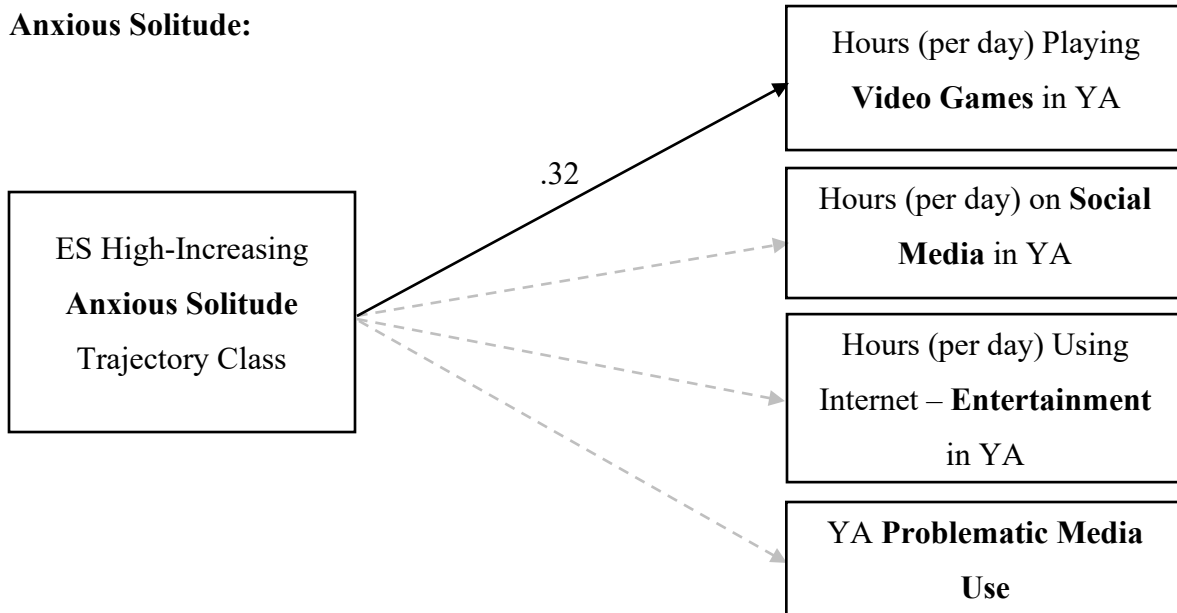 Anxious Solitude:
Hours (per day) Playing
Video Games in YA
.32
ES High-Increasing
Anxious Solitude
Trajectory Class
Hours (per day) on Social
Media in YA
Hours (per day) Using
Internet – Entertainment
in YA
YA Problematic Media
Use